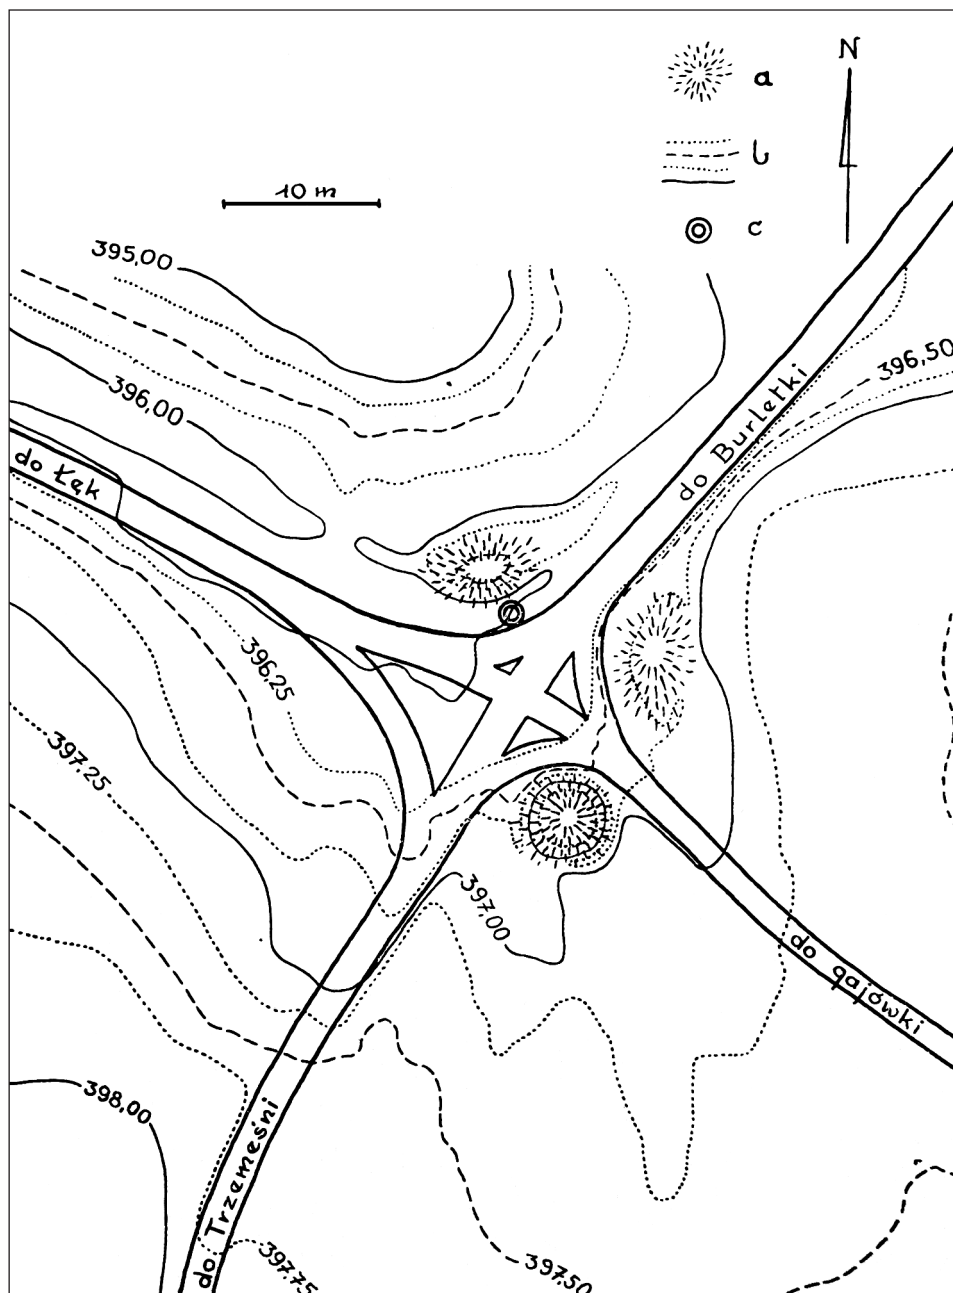 a
N
b
10 m
c
395,00
396,50
396,00
do Burletki
do Łęk
396,25
397.25
397.00
do gajówki
398,00
do Trzemeśni
397.75
397.50